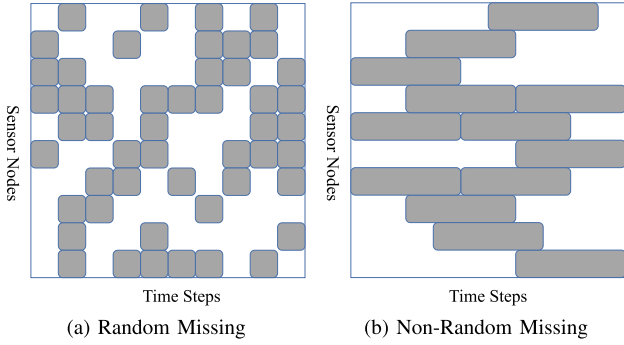 Sensor Nodes
Time Steps
(a) Random Missing
Sensor Nodes
Time Steps
(b) Non-Random Missing